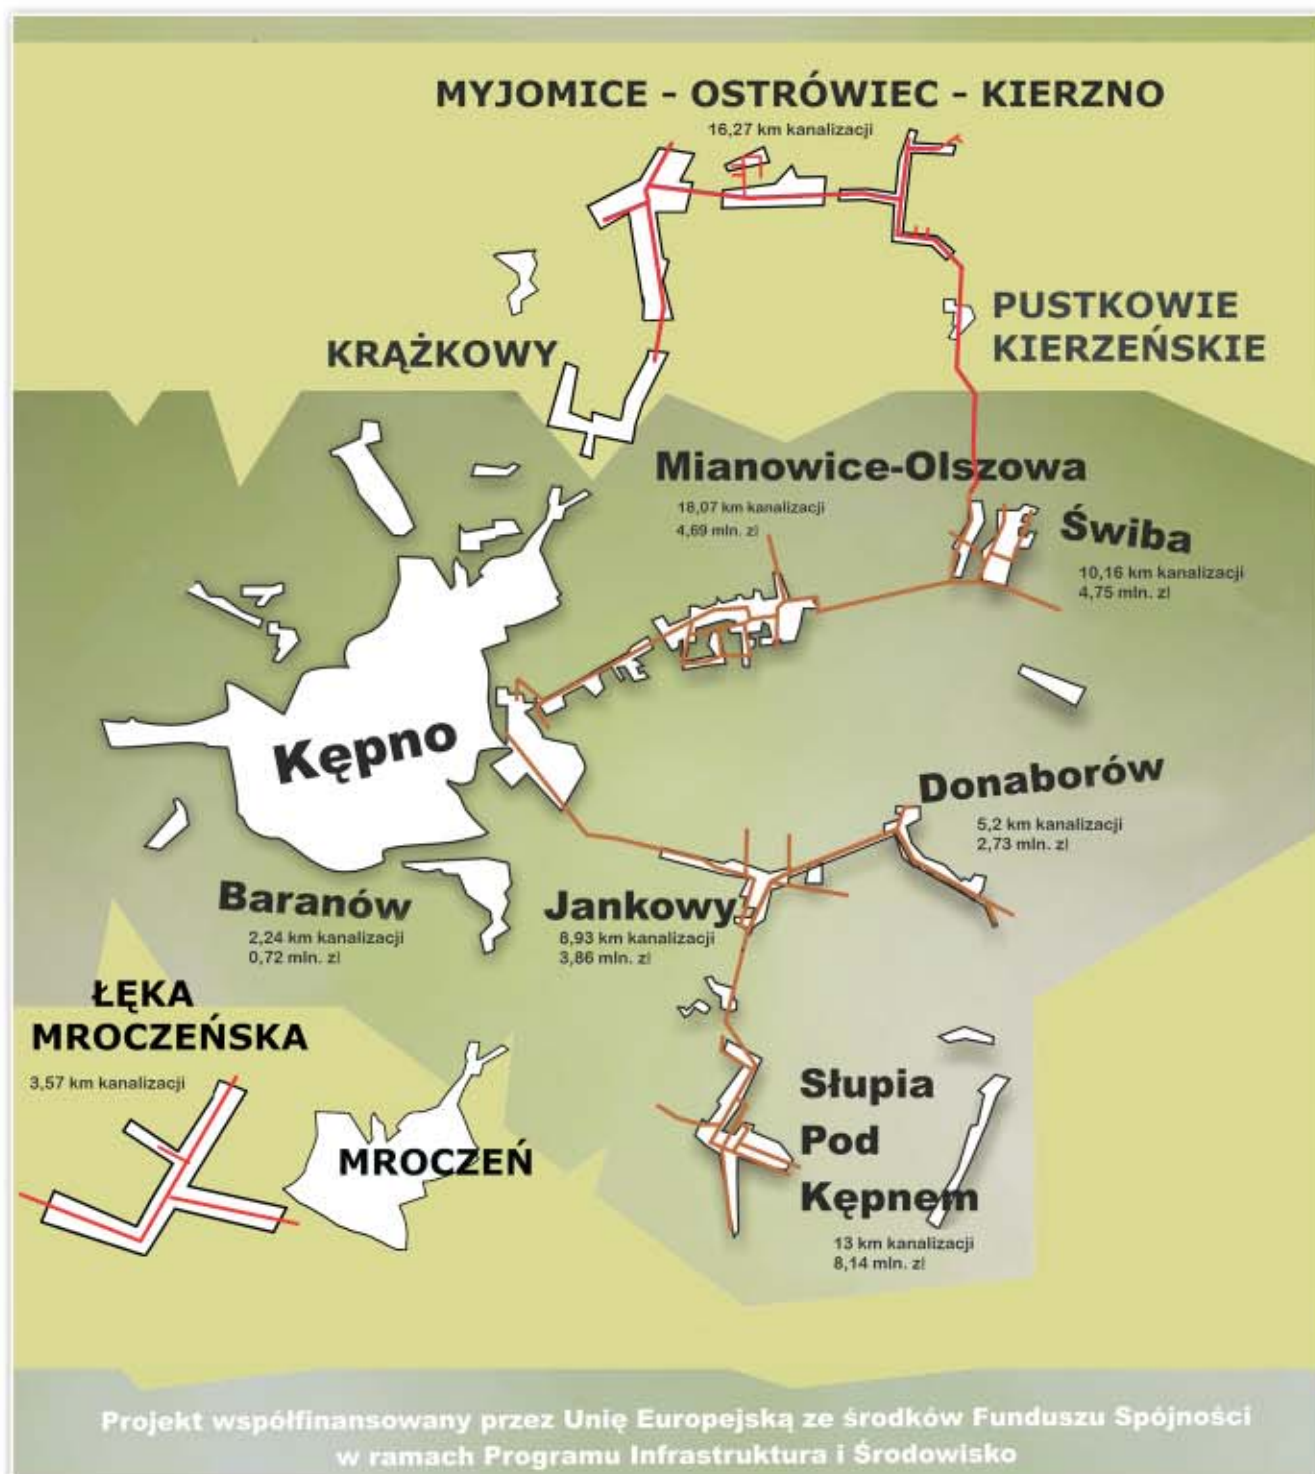 MYJOMICE - OSTRÓWIEC - KIERZNO
16,27 km kanalizacji
PUSTKOWIE
KIERZEŃSKIE
KRĄŻKOWY
Mianowice-Olszowa
18,07 km kanalizacji
4,69 mln. zł
Świba
10,16 km kanalizacji
4,75 mln. zł
Kępno
Donaborów
5,2 km kanalizacji
2,73 mln. zł
Baranów
2,24 km kanalizacji
0,72 mln. zł
Jankowy
8,93 km kanalizacji
3,86 mln. zł
ŁĘKA
MROCZEŃSKA
3,57 km kanalizacji
MROCZEŃ
Słupia
Pod
Kępnem
13 km kanalizacji
8,14 mln. zł
Projekt współfinansowany przez Unię Europejską ze środków Funduszu Spójności
w ramach Programu Infrastruktura i Środowisko